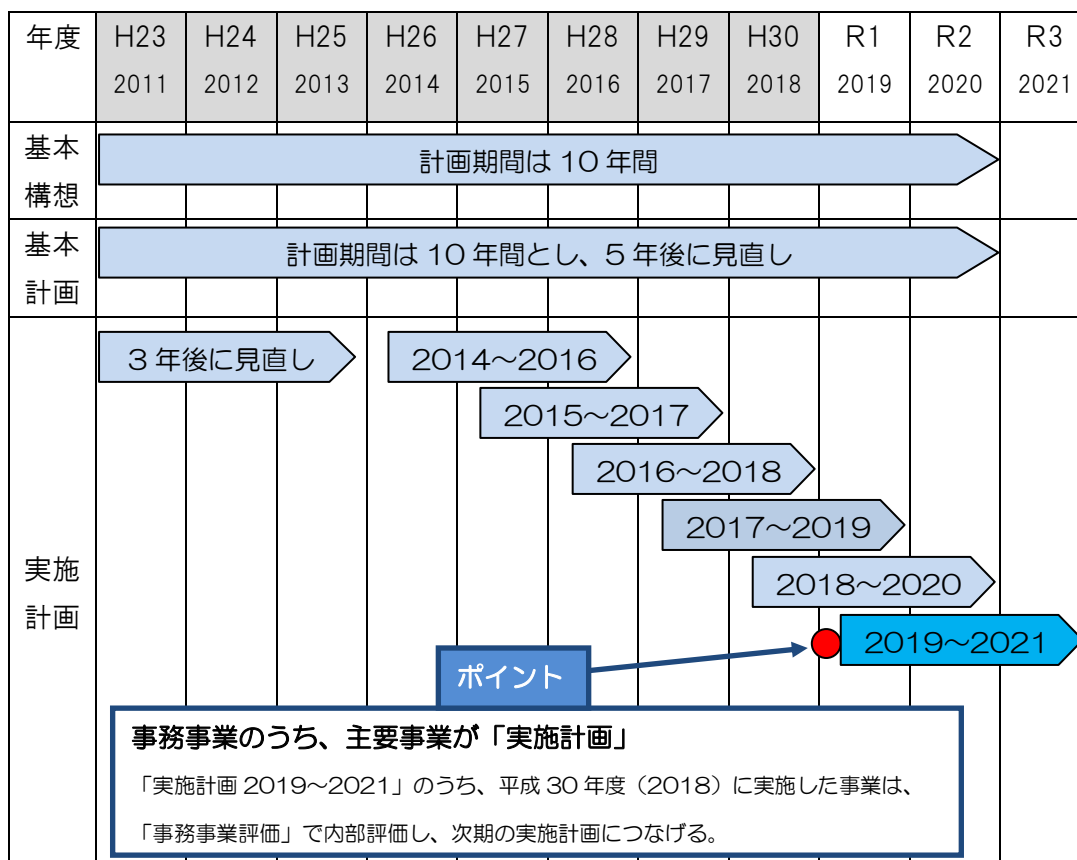 年度 H23 H24 H25 H26 H27 H28 H29 H30 R1 R2 R3
2011 2012 2013 2014 2015 2016 2017 2018 2019 2020 2021
基本
構想
計画期間は 10 年間
基本
計画
計画期間は 10 年間とし、5 年後に見直し
実施
計画
3 年後に見直し
2014～2016
2015～2017
2016～2018
2017～2019
2018～2020
2019～2021
ポイント
事務事業のうち、主要事業が「実施計画」
「実施計画 2019～2021」のうち、平成 30 年度（2018）に実施した事業は、
「事務事業評価」で内部評価し、次期の実施計画につなげる。